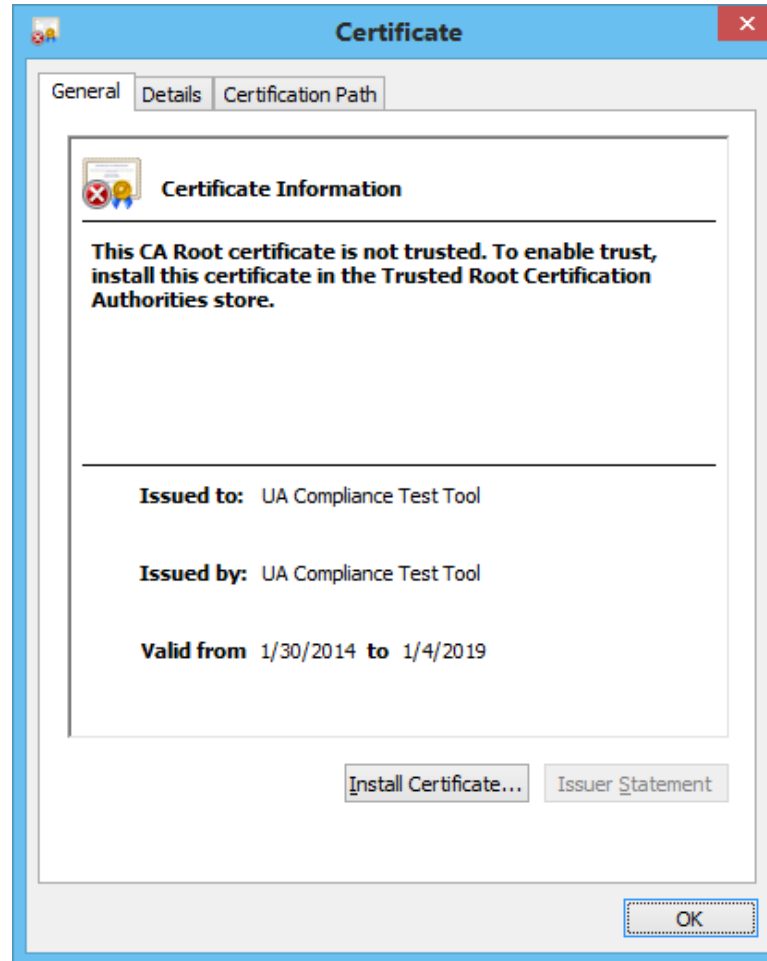 Certificate
General Details Certification Path
Certificate Information
This CA Root certificate is not trusted. To enable trust,
install this certificate in the Trusted Root Certification
Authorities store.
Issued to: UA Compliance Test Tool
Issued by: UA Compliance Test Tool
Valid from 1/30/2014 to 1/4/2019
Install Certificate... Issuer Statement
OK